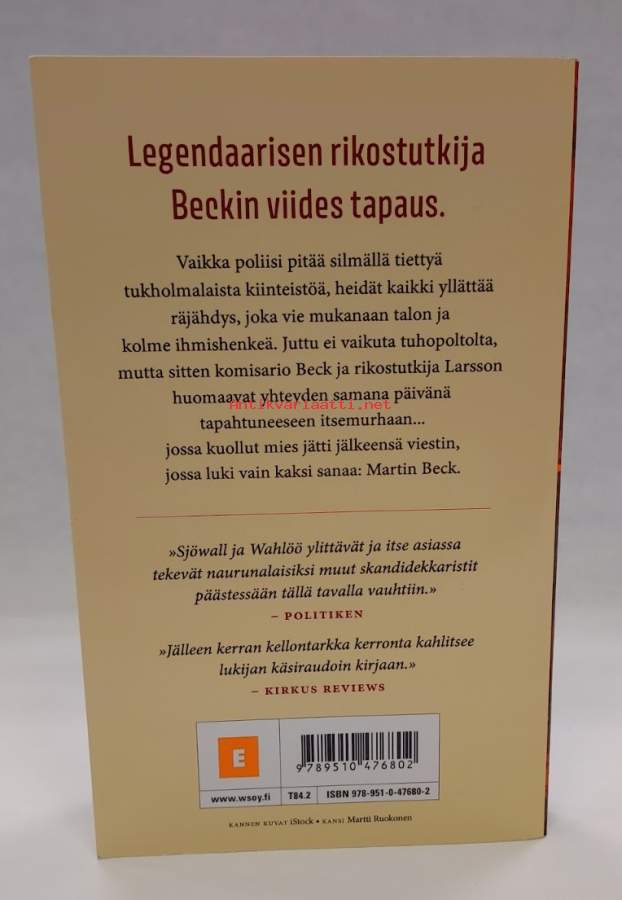 Legendaarisen rikostutkija
Beckin viides tapaus.
Vaikka poliisi pitää silmällä tiettyä
tukholmalaista kiinteistöä, heidät kaikki yllättää
räjähdys, joka vie mukanaan talon ja
kolme ihmishenkeä. Juttu ei vaikuta tuhopoltolta,
mutta sitten komisario Beck ja rikostutkija Larsson
huomaavat yhteyden samana päivänä
Antikvariaatti.net
tapahtuneeseen itsemurhaan...
jossa kuollut mies jätti jälkeensä viestin,
jossa luki vain kaksi sanaa: Martin Beck.
»Sjöwall ja Wahlöö ylittävät ja itse asiassa
tekevät naurunalaisiksi muut skandidekkaristit
päästessään tällä tavalla vauhtiin.»
– POLITIKEN
»Jälleen kerran kellontarkka kerronta kahlitsee
lukijan käsiraudoin kirjaan.»
– KIRKUS REVIEWS
E
9 789510 476802
www.wsoy.fi T84.2 ISBN 978-951-0-47680-2
KANNEN KUVAT iStock • KANSI Martti Ruokonen